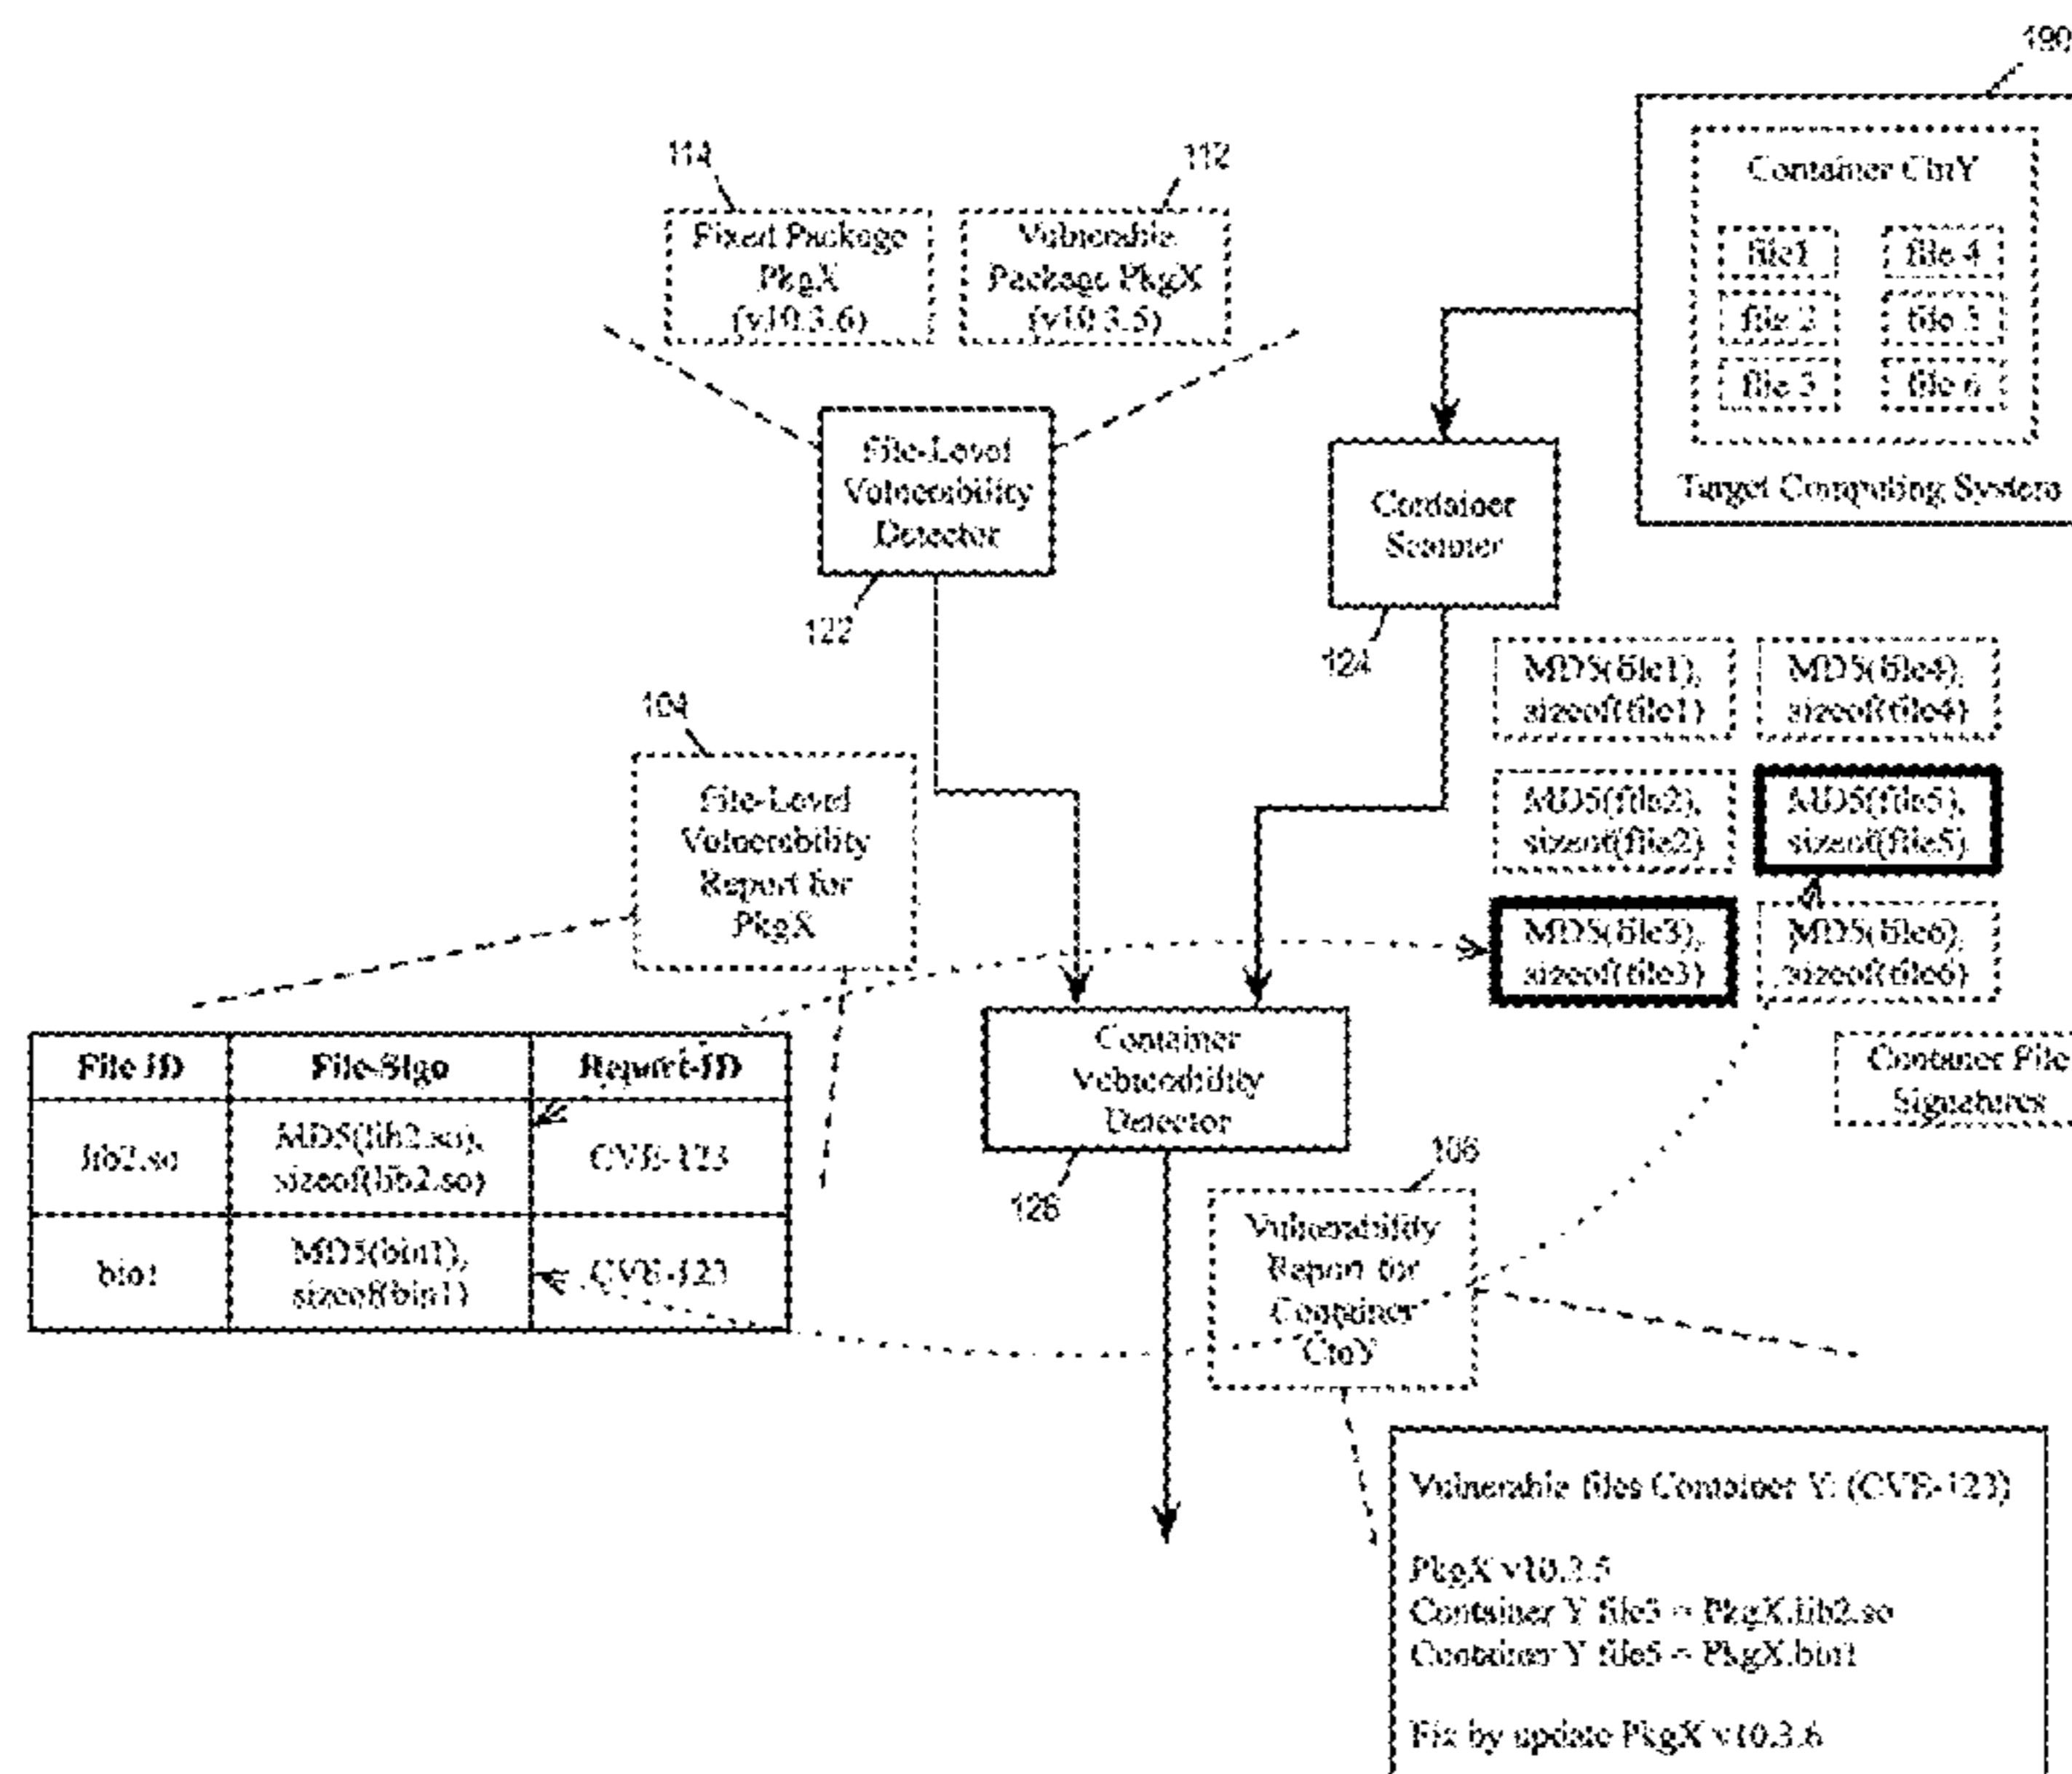 190
114
112
Fixed Package
PkgX
(v10.3.6)
Vulnerable
Package PkgX
(v10.3.5)
Container CtnY
file1
file 4
file 2
file 5
file 3
file 6
Target Computing System
File-Level
Vulnerability
Detector
122
Container
Scanner
124
MD5(file1),
sizeof(file1)
MD5(file4),
sizeof(file4)
MD5(file2),
sizeof(file2)
MD5(file5),
sizeof(file5)
MD5(file3),
sizeof(file3)
MD5(file6),
sizeof(file6)
Container File
Signatures
104
File-Level
Vulnerability
Report for
PkgX
File ID
File-Sign
Report-ID
lib2.so
MD5(lib2.so),
sizeof(lib2.so)
CVE-123
bin1
MD5(bin1),
sizeof(bin1)
CVE-123
Container
Vulnerability
Detector
126
106
Vulnerability
Report for
Container
CtnY
Vulnerable files Container Y: (CVE-123)
PkgX v10.3.5
Container Y file3 = PkgX.lib2.so
Container Y file5 = PkgX.bin1
Fix by update PkgX v10.3.6